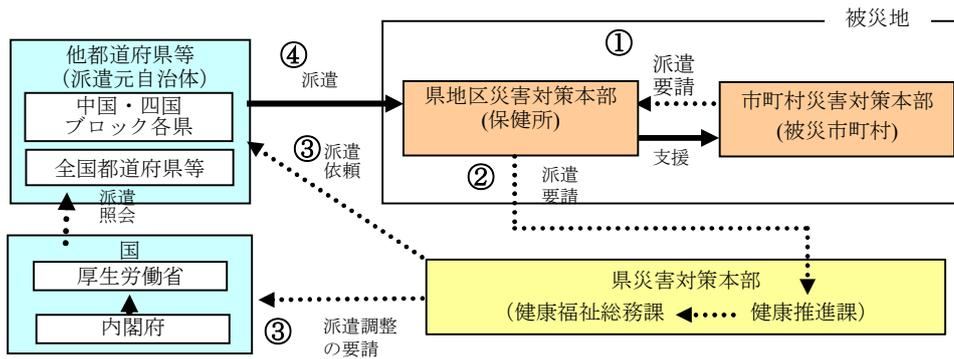 被災地
①
他都道府県等
（派遣元自治体）
中国・四国
ブロック各県
全国都道府県等
④
派遣
県地区災害対策本部
(保健所)
派遣
要請
支援
市町村災害対策本部
(被災市町村)
②
派遣
要請
③
派遣
依頼
派遣
照会
国
厚生労働省
内閣府
③
派遣調整
の要請
県災害対策本部
（健康福祉総務課
健康推進課）